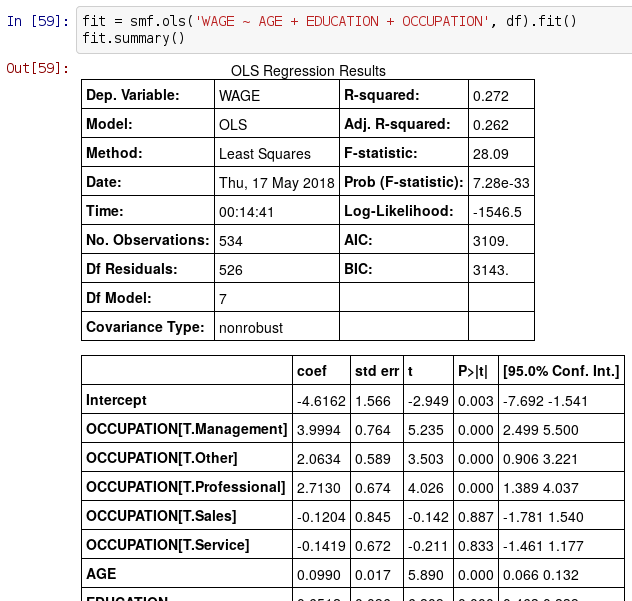 In [59]: fit = smf.ols('WAGE ~ AGE + EDUCATION + OCCUPATION', df).fit()
fit.summary()
Out[59]: OLS Regression Results
Dep. Variable: WAGE R-squared: 0.272
Model: OLS Adj. R-squared: 0.262
Method: Least Squares F-statistic: 28.09
Date: Thu, 17 May 2018 Prob (F-statistic): 7.28e-33
Time: 00:14:41 Log-Likelihood: -1546.5
No. Observations: 534 AIC: 3109.
Df Residuals: 526 BIC: 3143.
Df Model: 7
Covariance Type: nonrobust
coef std err t P>|t| [95.0% Conf. Int.]
Intercept -4.6162 1.566 -2.949 0.003 -7.692 -1.541
OCCUPATION[T.Management] 3.9994 0.764 5.235 0.000 2.499 5.500
OCCUPATION[T.Other] 2.0634 0.589 3.503 0.000 0.906 3.221
OCCUPATION[T.Professional] 2.7130 0.674 4.026 0.000 1.389 4.037
OCCUPATION[T.Sales] -0.1204 0.845 -0.142 0.887 -1.781 1.540
OCCUPATION[T.Service] -0.1419 0.672 -0.211 0.833 -1.461 1.177
AGE 0.0990 0.017 5.890 0.000 0.066 0.132
EDUCATION